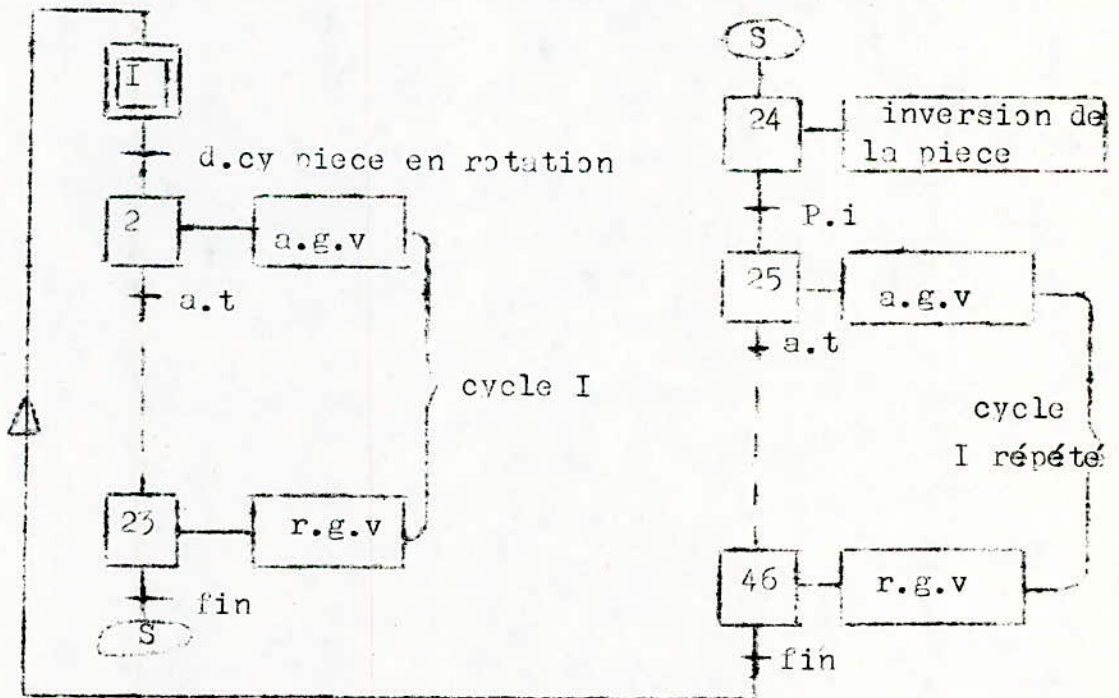 I
d.cy piece en rotation
2
a.g.v
a.t
cycle I
23
r.g.v
fin
S
S
24
inversion de
la piece
P.i
25
a.g.v
a.t
cycle
I répété
46
r.g.v
fin